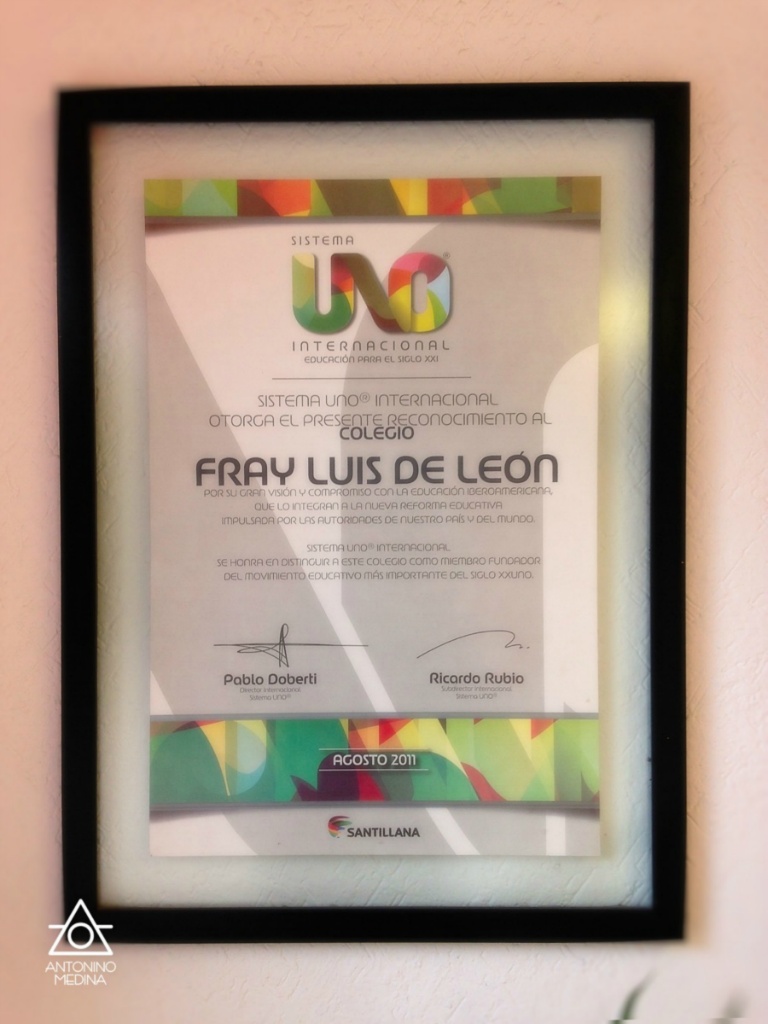 SISTEMA
UNO®
INTERNACIONAL
EDUCACIÓN PARA EL SIGLO XXI
SISTEMA UNO® INTERNACIONAL
OTORGA EL PRESENTE RECONOCIMIENTO AL
COLEGIO
FRAY LUIS DE LEÓN
POR SU GRAN VISIÓN Y COMPROMISO CON LA EDUCACIÓN IBEROAMERICANA,
QUE LO INTEGRAN A LA NUEVA REFORMA EDUCATIVA
IMPULSADA POR LAS AUTORIDADES DE NUESTRO PAÍS Y DEL MUNDO.
SISTEMA UNO® INTERNACIONAL
SE HONRA EN DISTINGUIR A ESTE COLEGIO COMO MIEMBRO FUNDADOR
DEL MOVIMIENTO EDUCATIVO MÁS IMPORTANTE DEL SIGLO XXUNO.
Pablo Doberti
Director Internacional
Sistema UNO®
Ricardo Rubio
Subdirector Internacional
Sistema UNO®
AGOSTO 2011
SANTILLANA
ANTONINO
MEDINA